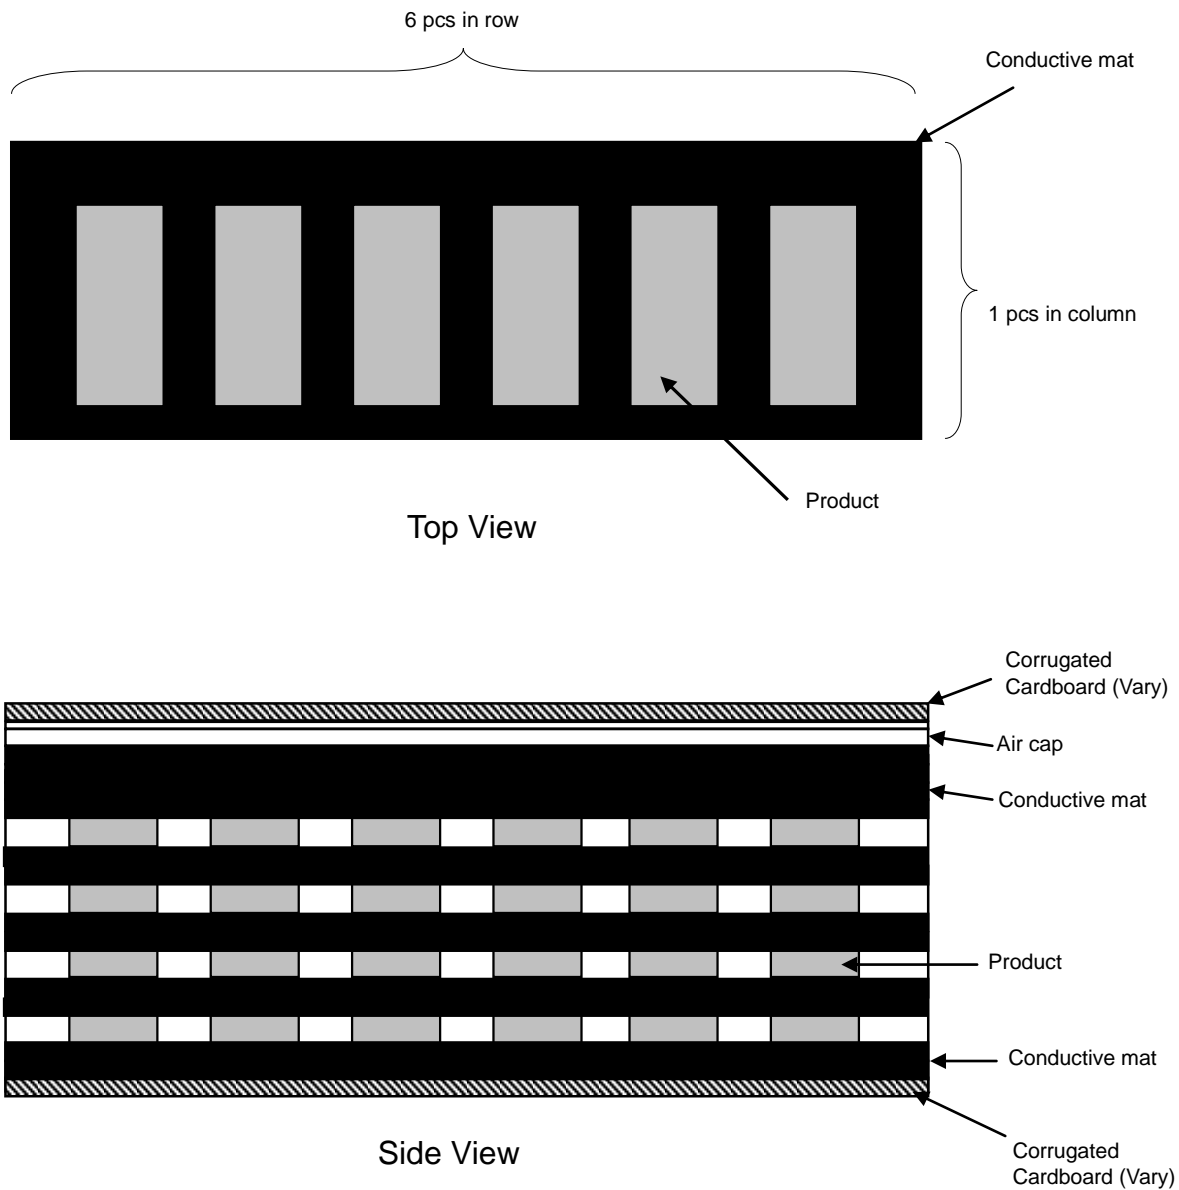 6 pcs in row
Conductive mat
1 pcs in column
Product
Top View
Corrugated
Cardboard (Vary)
Air cap
Conductive mat
Product
Conductive mat
Side View
Corrugated
Cardboard (Vary)